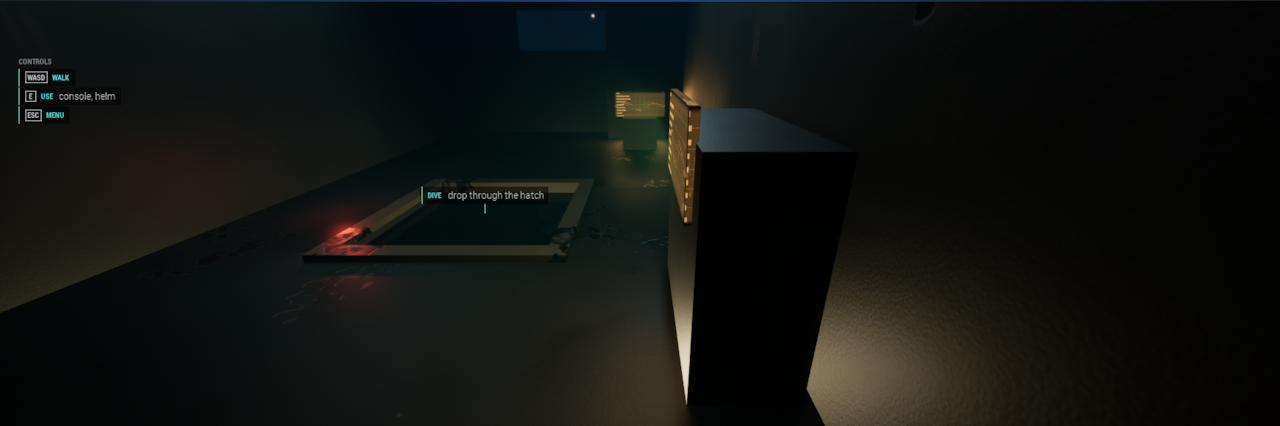 CONTROLS
WASD WALK
E USE console, helm
ESC MENU
DIVE drop through the hatch